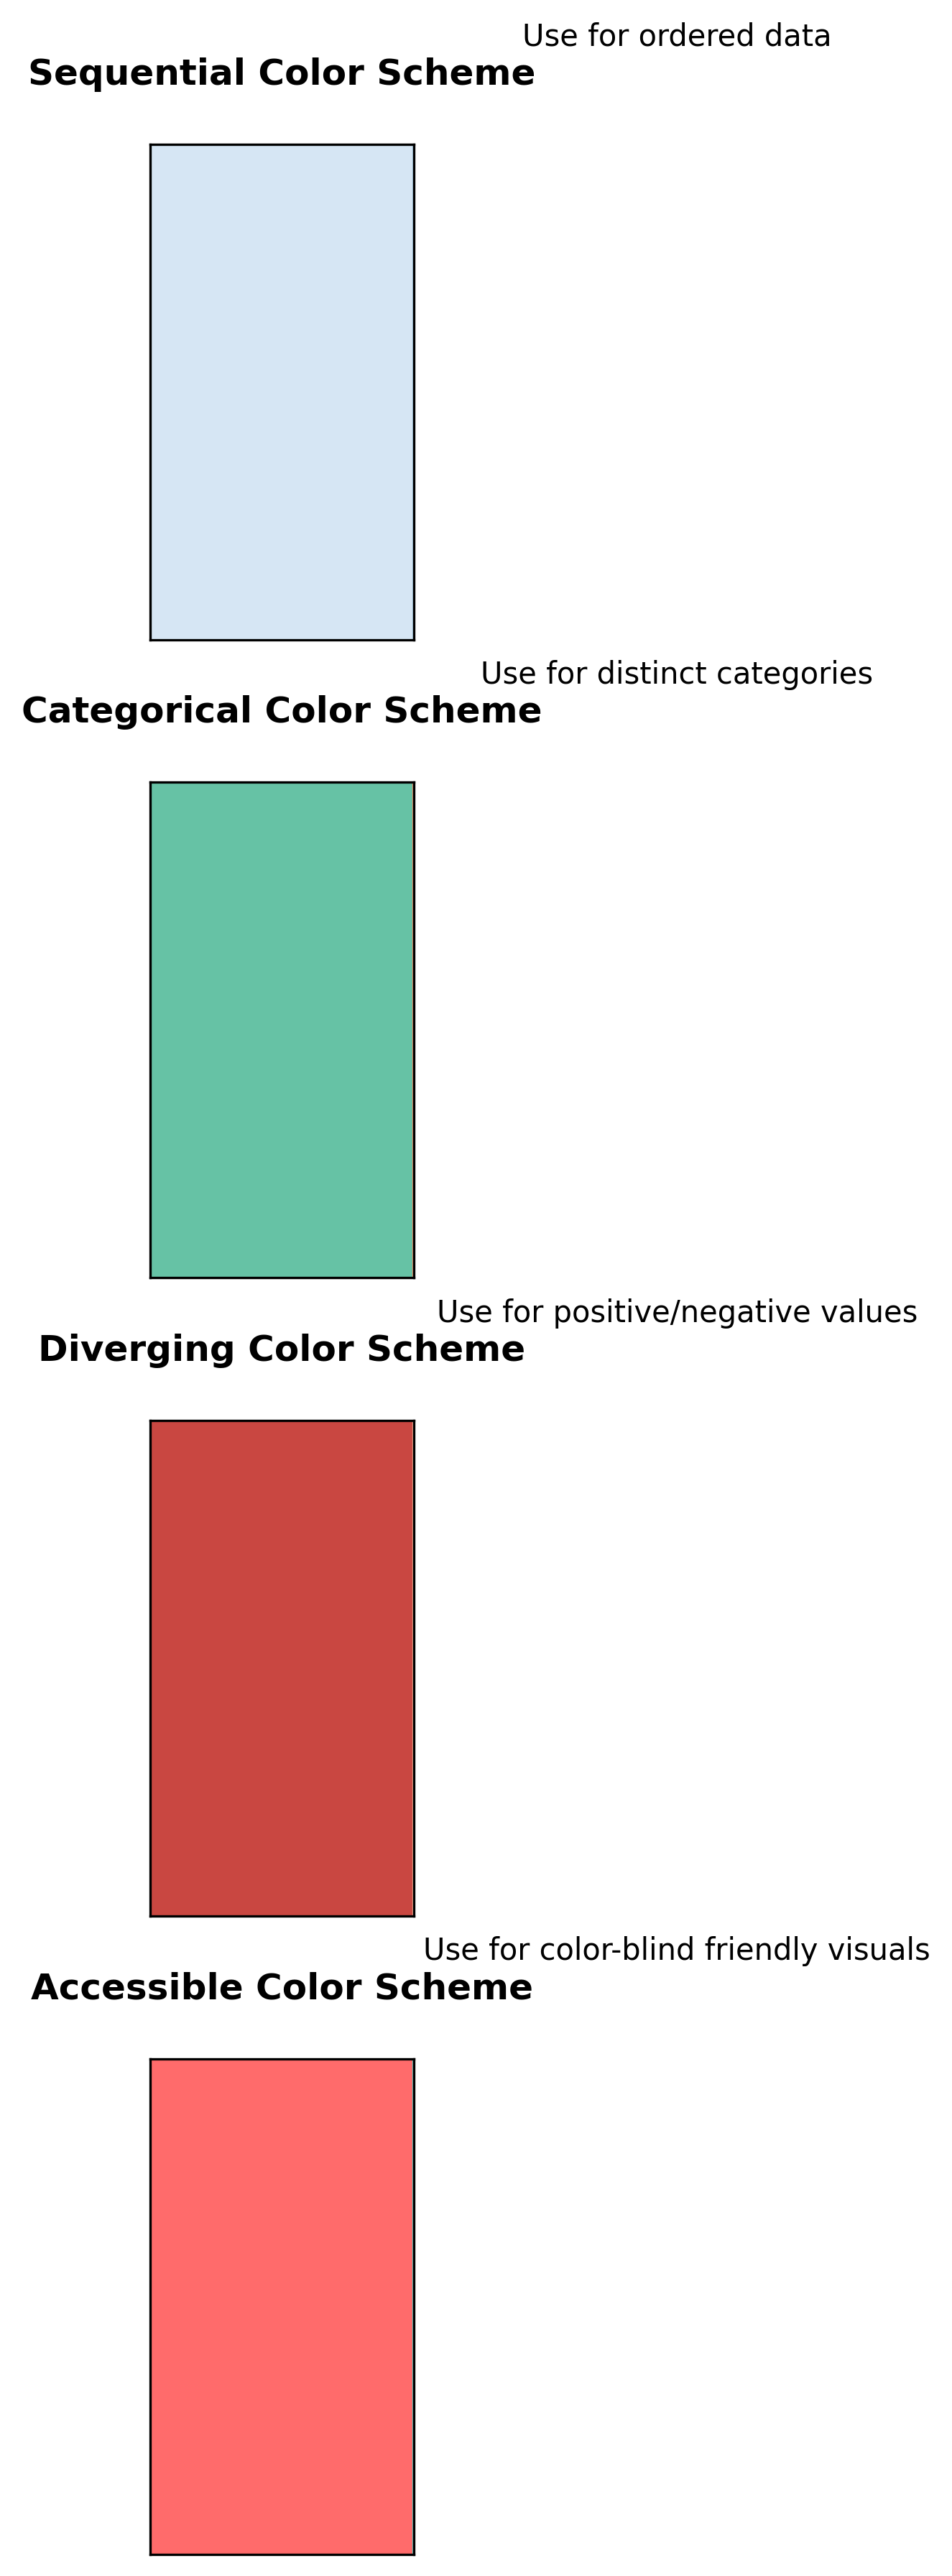 Use for ordered data
Sequential Color Scheme
Use for distinct categories
Categorical Color Scheme
Use for positive/negative values
Diverging Color Scheme
Use for color-blind friendly visuals
Accessible Color Scheme